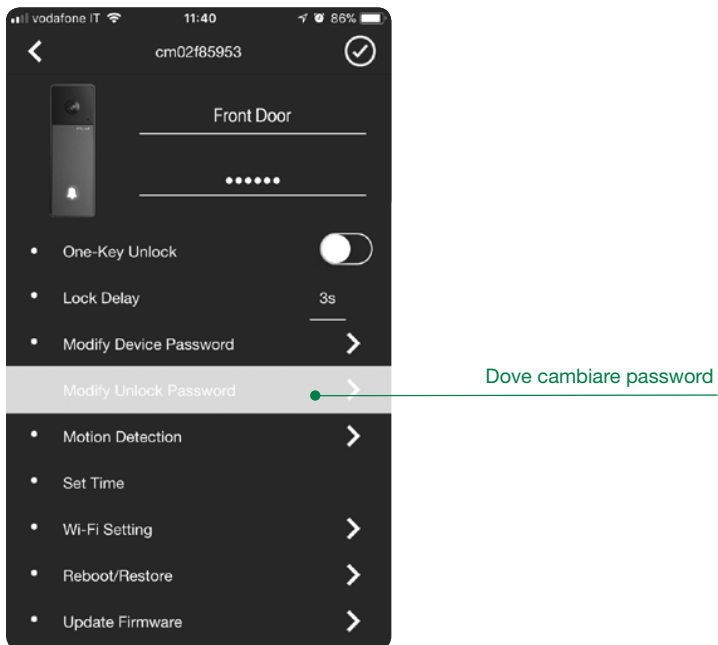 vodafone IT 11:40 86%
cm02f85953
Front Door
••••••
One-Key Unlock
Lock Delay 3s
Modify Device Password
Modify Unlock Password
Dove cambiare password
Motion Detection
Set Time
Wi-Fi Setting
Reboot/Restore
Update Firmware